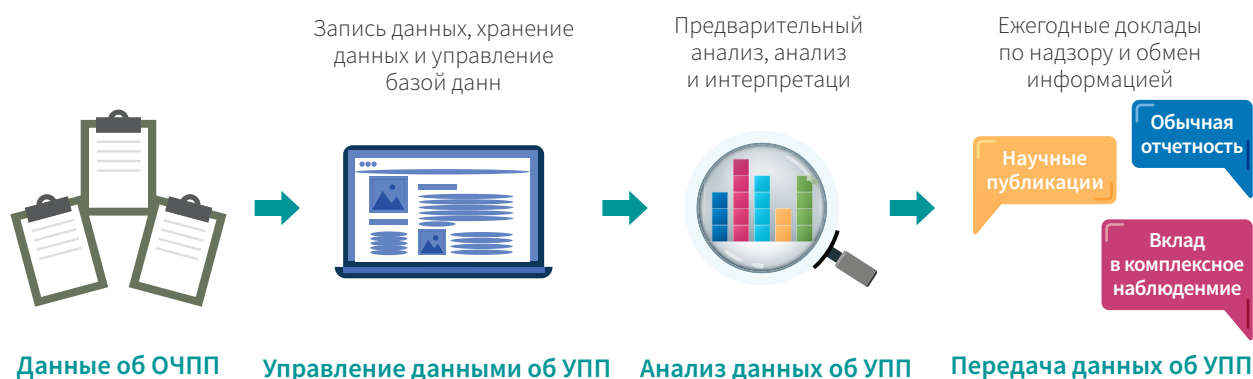 Запись данных, хранение
данных и управление
базой данн
Предварительный
анализ, анализ
и интерпретаци
Ежегодные доклады
по надзору и обмен
информацией
Обычная
отчетность
Научные
публикации
Вклад
в комплексное
наблюденмие
Данные об ОЧПП
Управление данными об УПП
Анализ данных об УПП
Передача данных об УПП